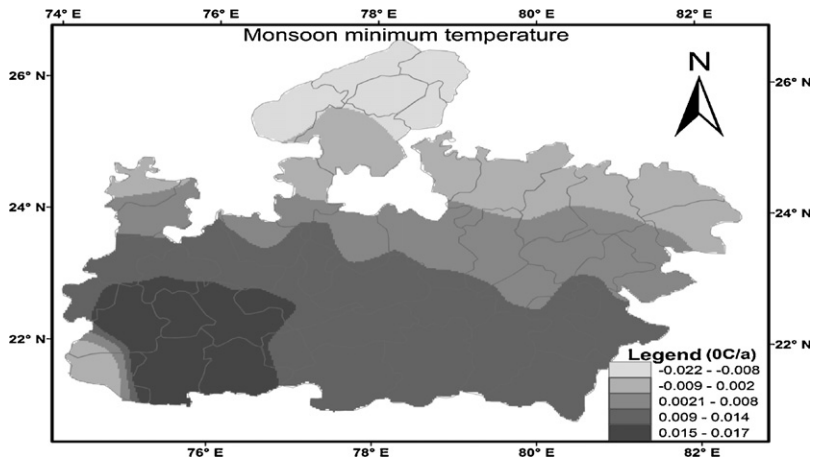 74° E 76° E 78° E 80° E 82° E
Monsoon minimum temperature
26° N
N
26° N
24° N
24° N
22° N
22° N
Legend (0C/a)
-0.022 - -0.008
-0.009 - 0.002
0.0021 - 0.008
0.009 - 0.014
0.015 - 0.017
76° E 78° E 80° E 82° E